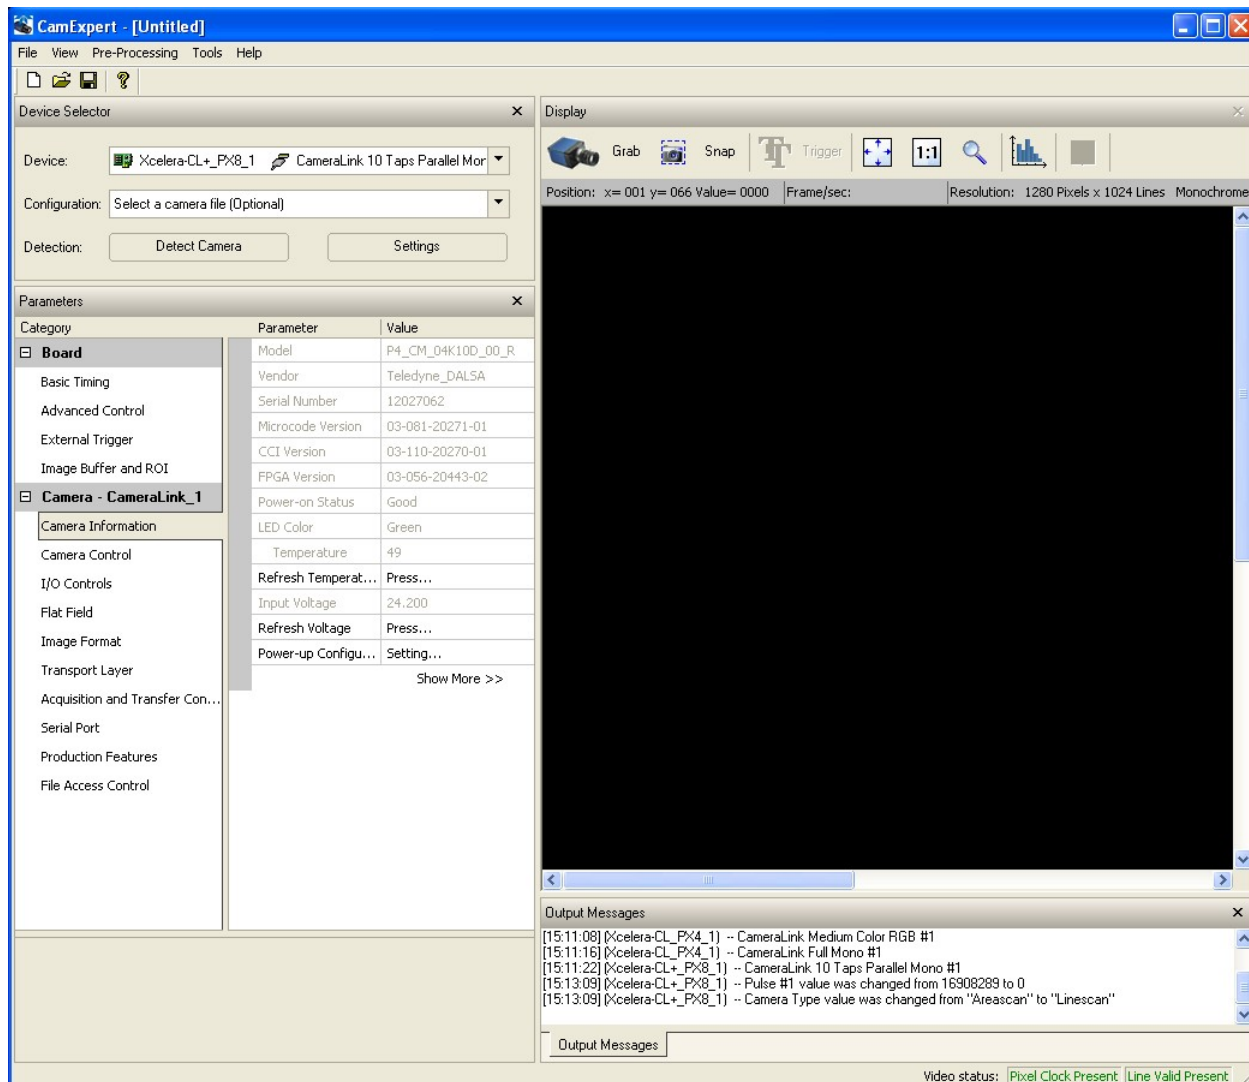 CamExpert - [Untitled]
File View Pre-Processing Tools Help
Device Selector
Device: Xcelera-CL+_PX8_1 CameraLink 10 Taps Parallel Mor
Configuration: Select a camera file (Optional)
Detection: Detect Camera Settings
Parameters
Category Parameter Value
Board
Basic Timing
Advanced Control
External Trigger
Image Buffer and ROI
Camera - CameraLink_1
Camera Information
Camera Control
I/O Controls
Flat Field
Image Format
Transport Layer
Acquisition and Transfer Con...
Serial Port
Production Features
File Access Control
Model P4_CM_04K10D_00_R
Vendor Teledyne_DALSA
Serial Number 12027062
Microcode Version 03-081-20271-01
CCI Version 03-110-20270-01
FPGA Version 03-056-20443-02
Power-on Status Good
LED Color Green
Temperature 49
Refresh Temperat... Press...
Input Voltage 24.200
Refresh Voltage Press...
Power-up Configu... Setting...
Show More >>
Display
Grab Snap Trigger 1:1
Position: x= 001 y= 066 Value= 0000 Frame/sec: Resolution: 1280 Pixels x 1024 Lines Monochrome
Output Messages
[15:11:08] (Xcelera-CL_PX4_1) -- CameraLink Medium Color RGB #1
[15:11:16] (Xcelera-CL_PX4_1) -- CameraLink Full Mono #1
[15:11:22] (Xcelera-CL+_PX8_1) -- CameraLink 10 Taps Parallel Mono #1
[15:13:09] (Xcelera-CL+_PX8_1) -- Pulse #1 value was changed from 16908289 to 0
[15:13:09] (Xcelera-CL+_PX8_1) -- Camera Type value was changed from "Areascan" to "Linescan"
Output Messages
Video status: Pixel Clock Present Line Valid Present